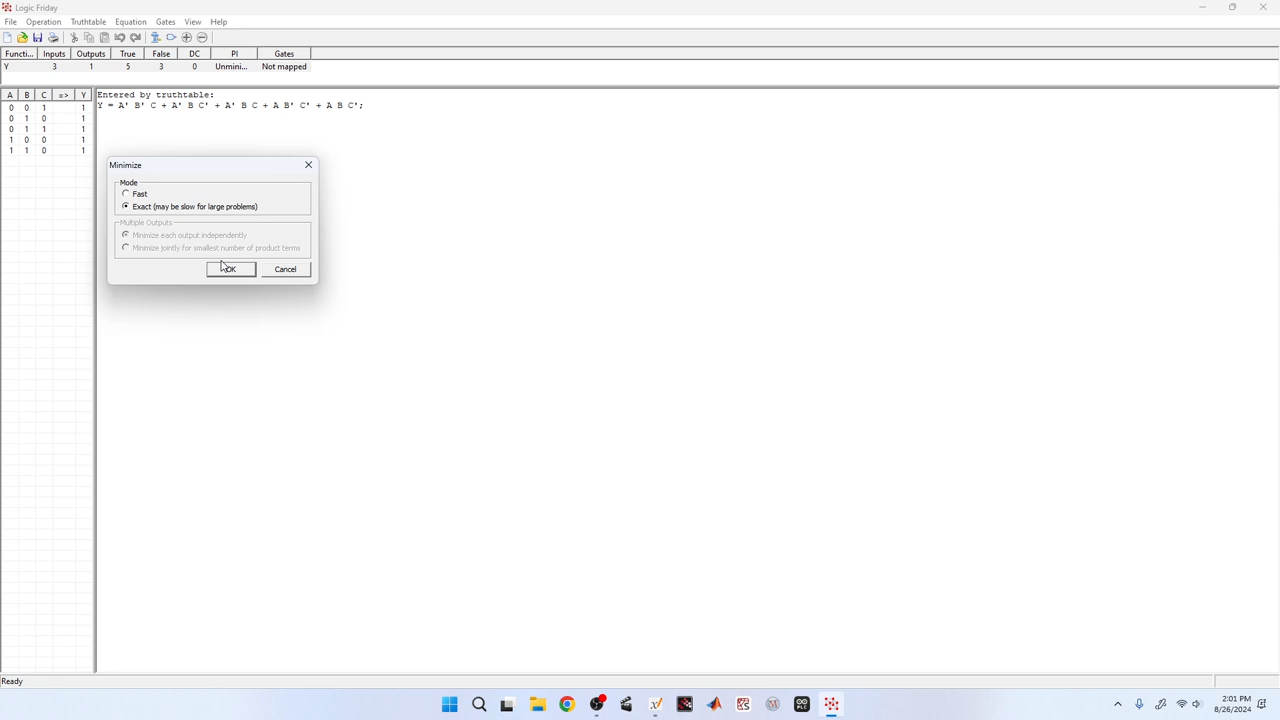 Logic Friday
File Operation Truthtable Equation Gates View Help
Functi... Inputs Outputs True False DC PI Gates
Y 3 1 5 3 0 Unmini... Not mapped
A B C => Y
0 0 1 1
0 1 0 1
0 1 1 1
1 0 0 1
1 1 0 1
Entered by truthtable:
Y = A' B' C + A' B C' + A' B C + A B' C' + A B C';
Minimize
Mode
Fast
Exact (may be slow for large problems)
Multiple Outputs
Minimize each output independently
Minimize jointly for smallest number of product terms
OK Cancel
Ready
2:01 PM
8/26/2024